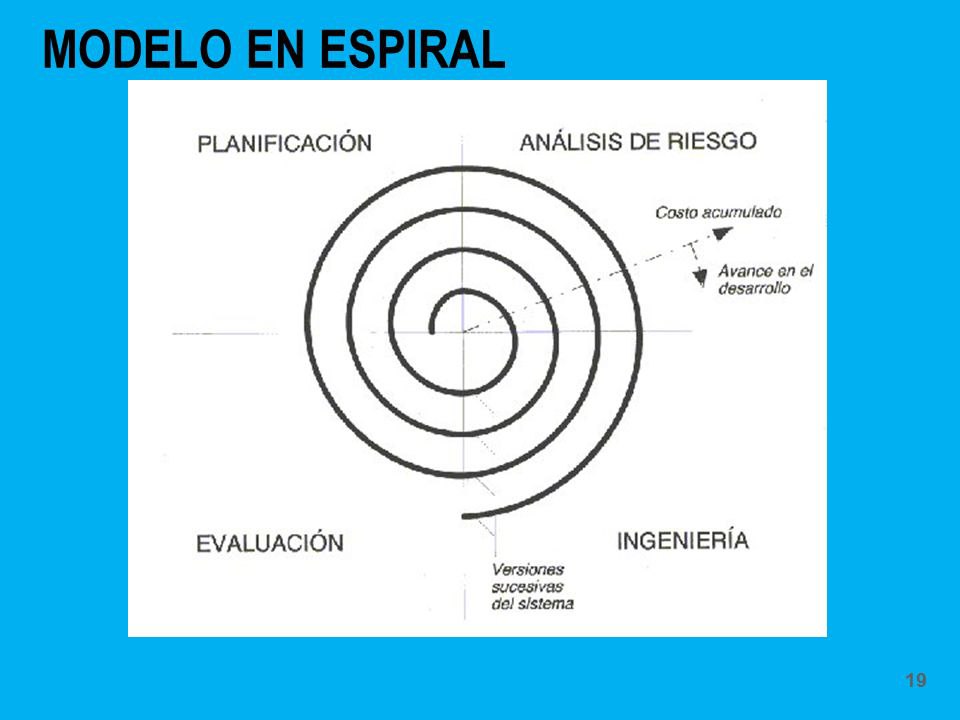 MODELO EN ESPIRAL
PLANIFICACIÓN
ANÁLISIS DE RIESGO
Costo acumulado
Avance en el
desarrollo
EVALUACIÓN
INGENIERÍA
Versiones
sucesivas
del sistema
19